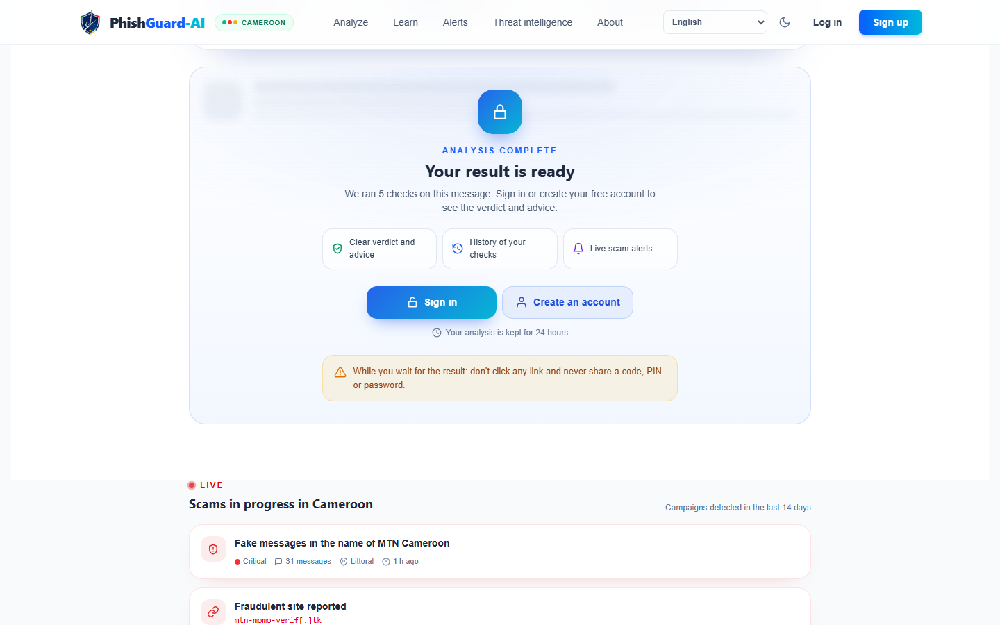 PhishGuard-AI
CAMEROON
Analyze
Learn
Alerts
Threat intelligence
About
English
Log in
Sign up
ANALYSIS COMPLETE
Your result is ready
We ran 5 checks on this message. Sign in or create your free account to
see the verdict and advice.
Clear verdict and
advice
History of your
checks
Live scam alerts
Sign in
Create an account
Your analysis is kept for 24 hours
While you wait for the result: don't click any link and never share a code, PIN
or password.
LIVE
Scams in progress in Cameroon
Campaigns detected in the last 14 days
Fake messages in the name of MTN Cameroon
Critical
31 messages
Littoral
1 h ago
Fraudulent site reported
mtn-momo-verif[.]tk